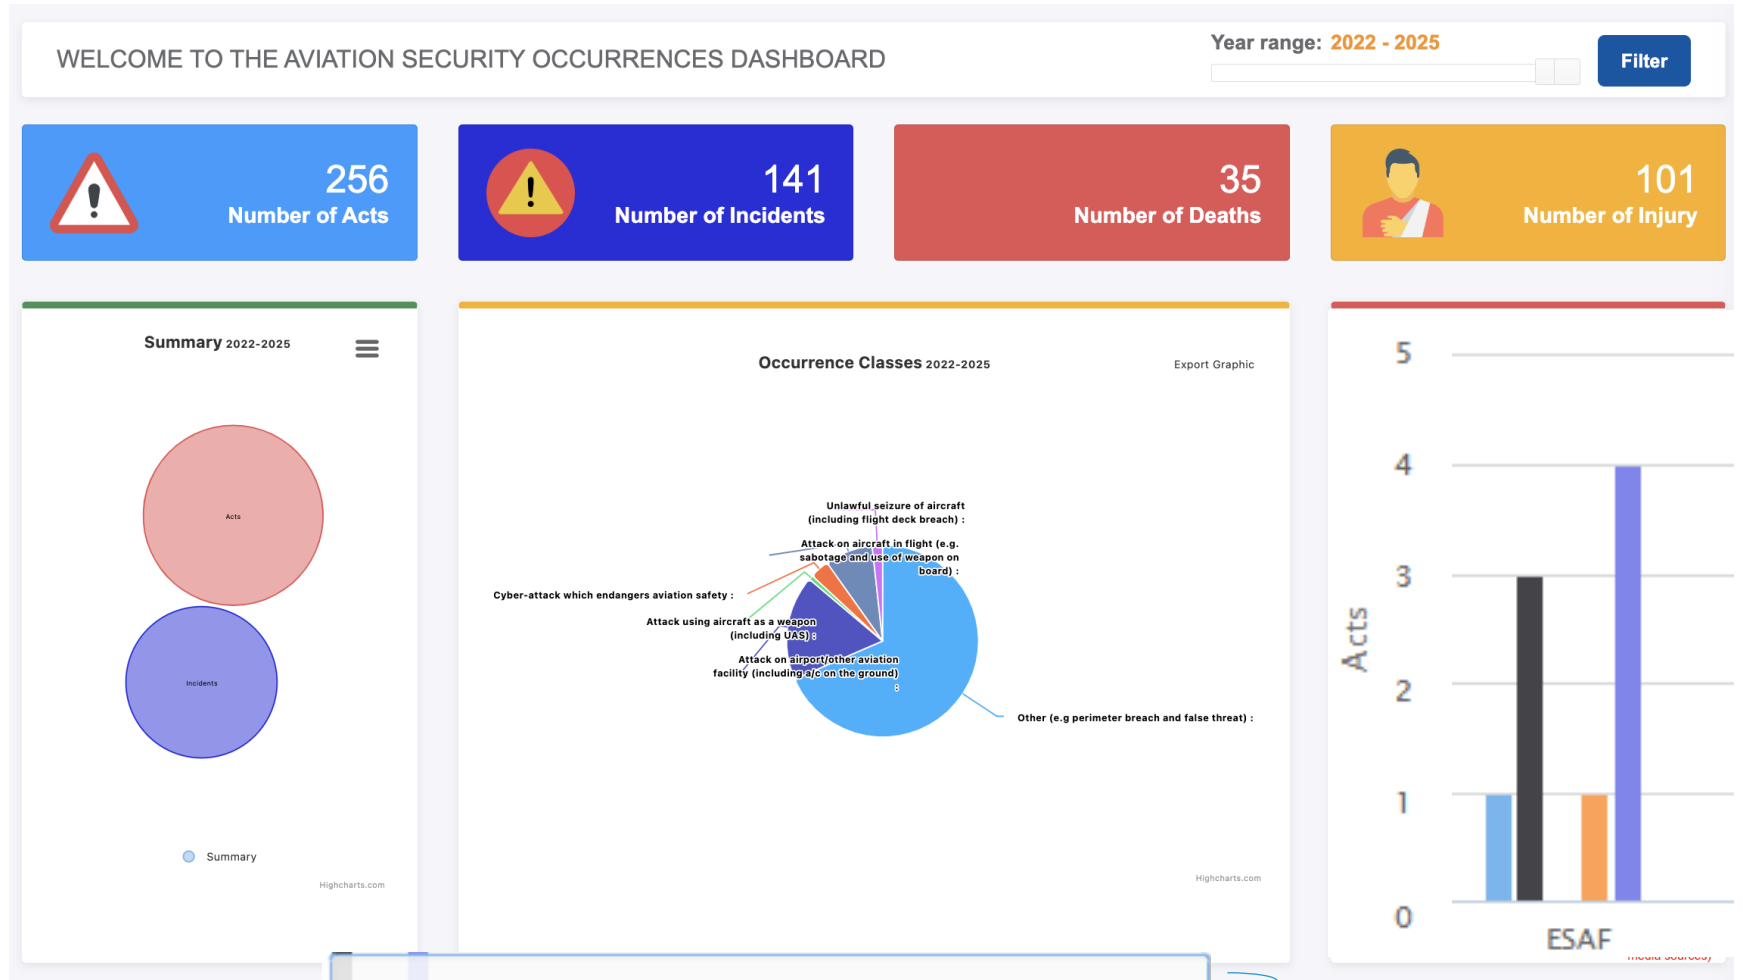 WELCOME TO THE AVIATION SECURITY OCCURRENCES DASHBOARD
Year range: 2022 - 2025
Filter
256
Number of Acts
141
Number of Incidents
35
Number of Deaths
101
Number of Injury
Summary 2022-2025
Acts
Incidents
Summary
Highcharts.com
Occurrence Classes 2022-2025
Export Graphic
Unlawful seizure of aircraft
(including flight deck breach) :
Attack on aircraft in flight (e.g.
sabotage and use of weapon on
board) :
Cyber-attack which endangers aviation safety :
Attack using aircraft as a weapon
(including UAS) :
Attack on airport/other aviation
facility (including a/c on the ground)
:
Other (e.g perimeter breach and false threat) :
Highcharts.com
5
4
3
2
1
0
Acts
ESAF
media sources)